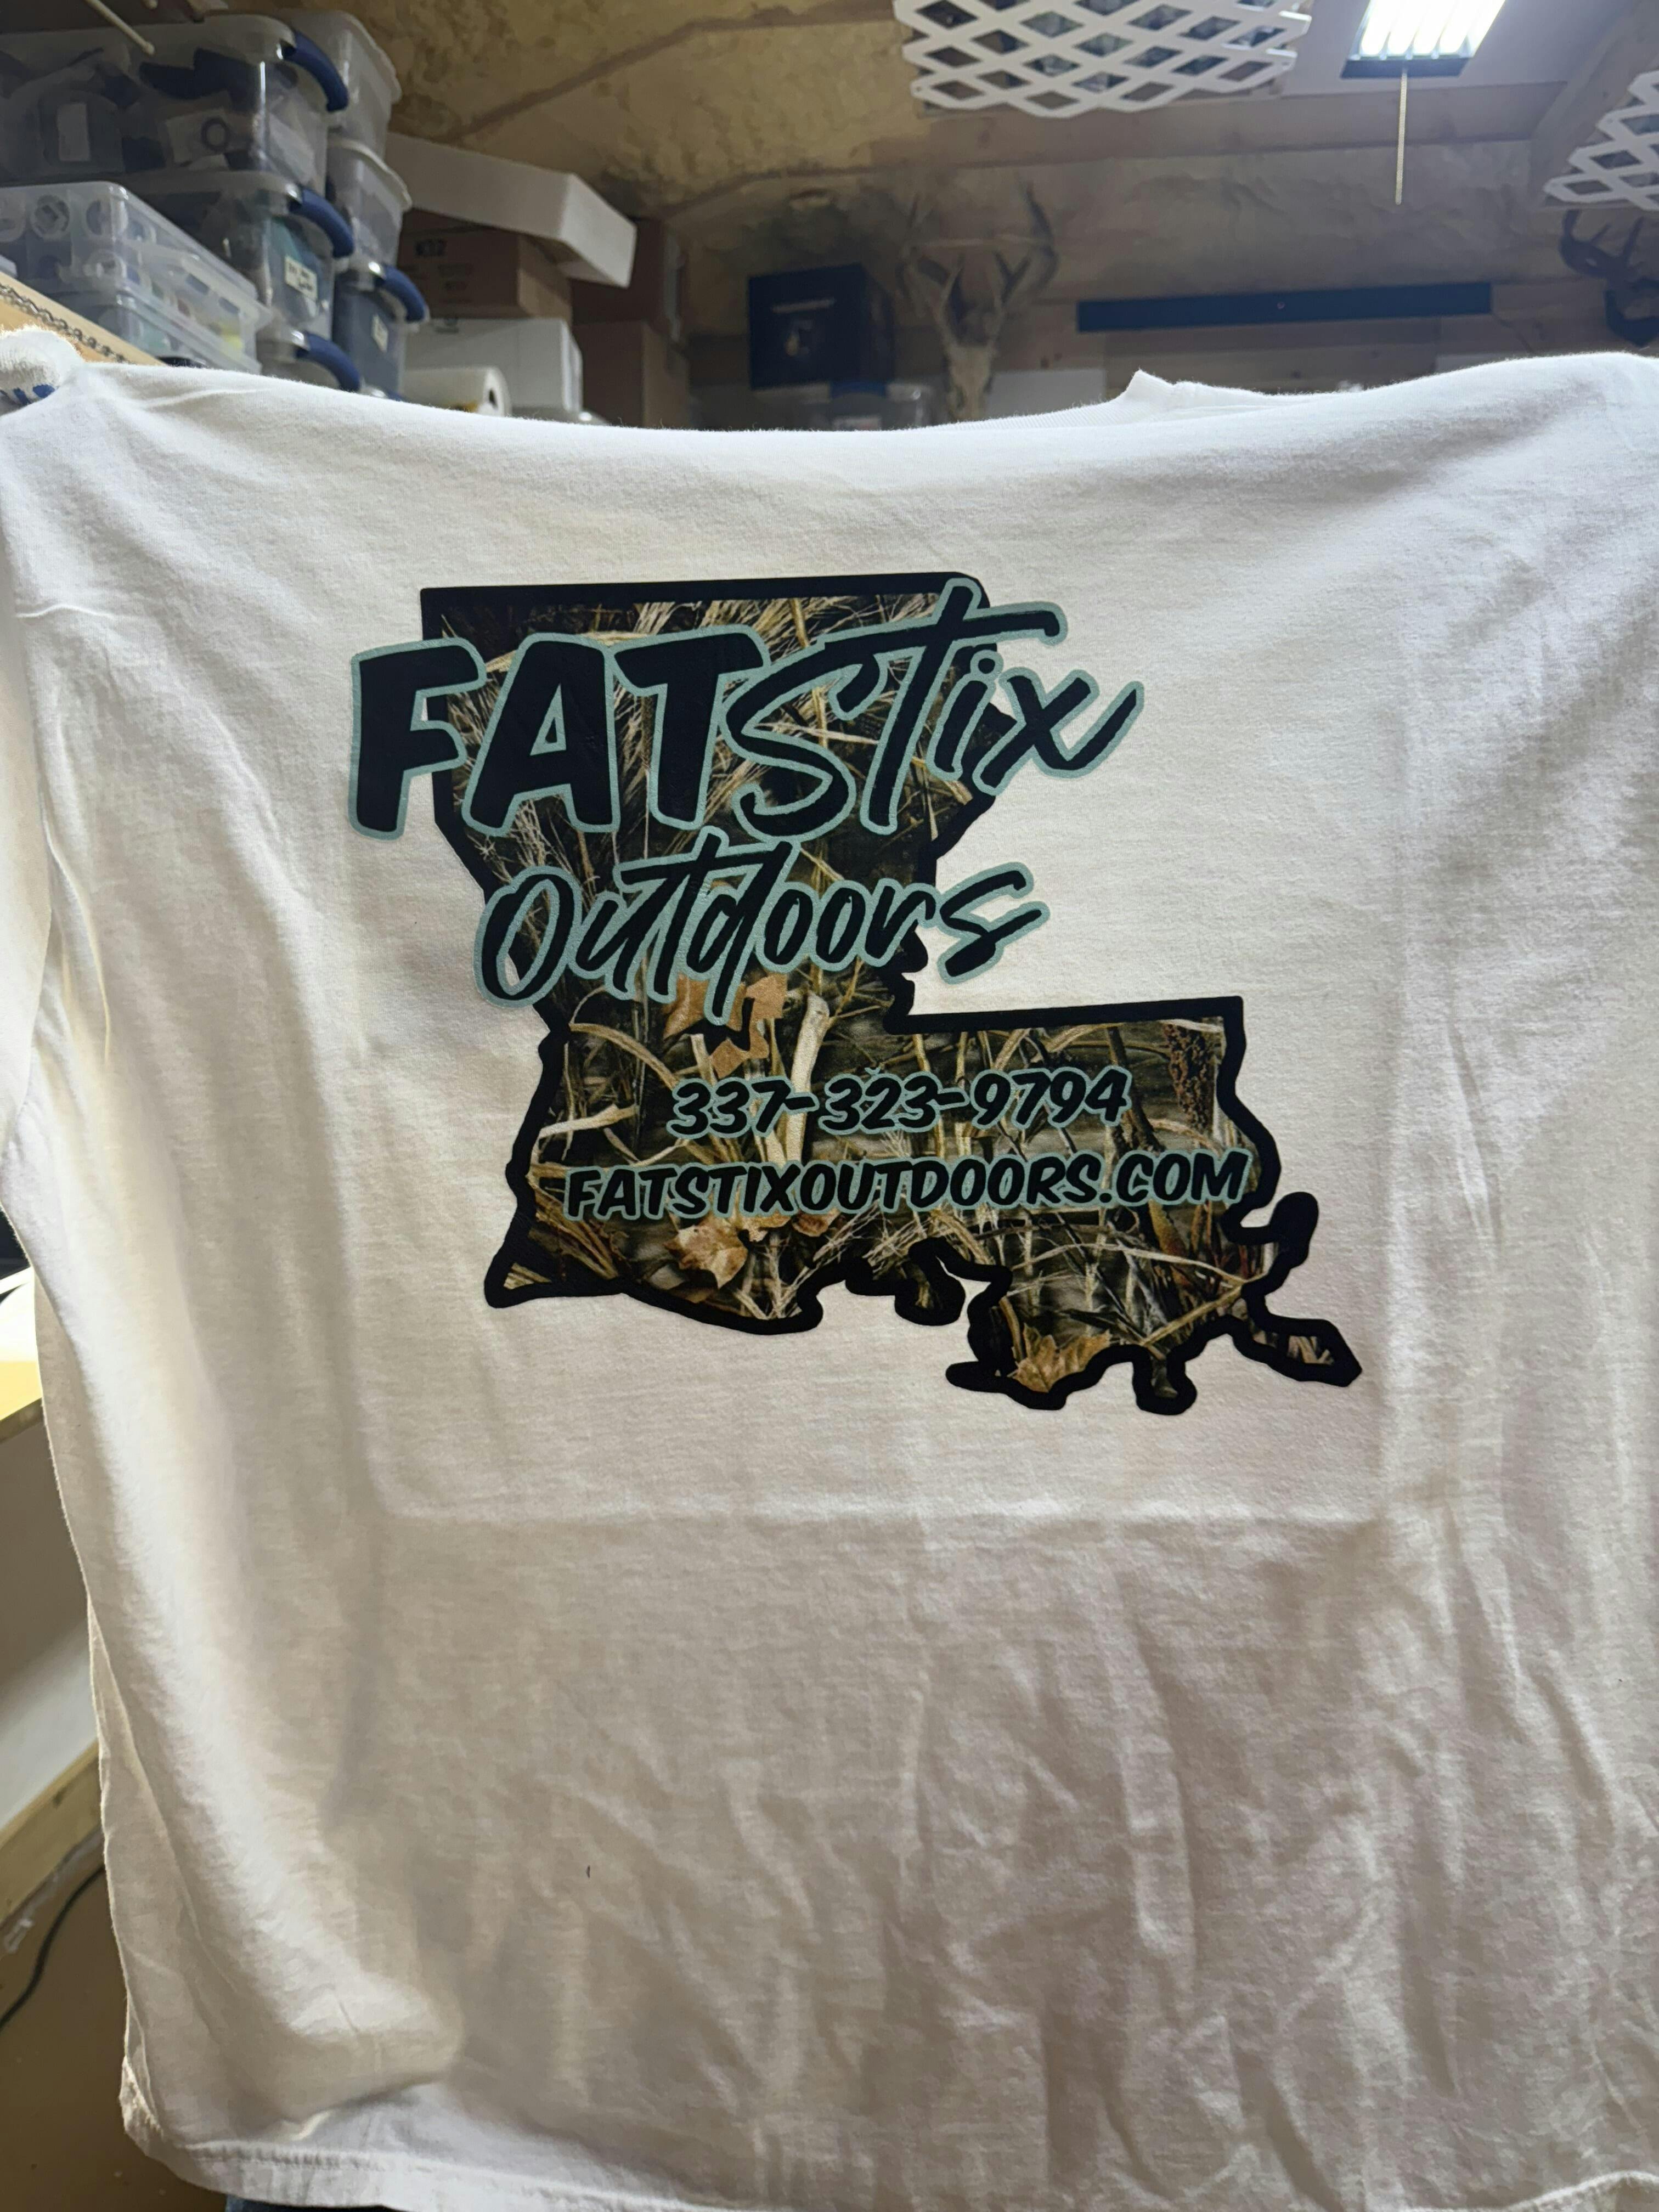 FATStix
Outdoors
337-323-9794
FATSTIXOUTDOORS.COM